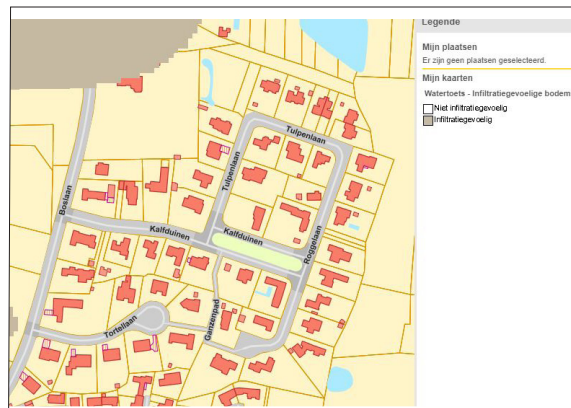 Legende
Mijn plaatsen
Er zijn geen plaatsen geselecteerd.
Mijn kaarten
Watertoets - Infiltratiegevoelige bodem
Niet infiltratiegevoelig
Infiltratiegevoelig
Tulpenlaan
Tulpenlaan
Boslaan
Kalfduinen
Kalfduinen
Roggelaan
Ganzenpad
Tortellaan